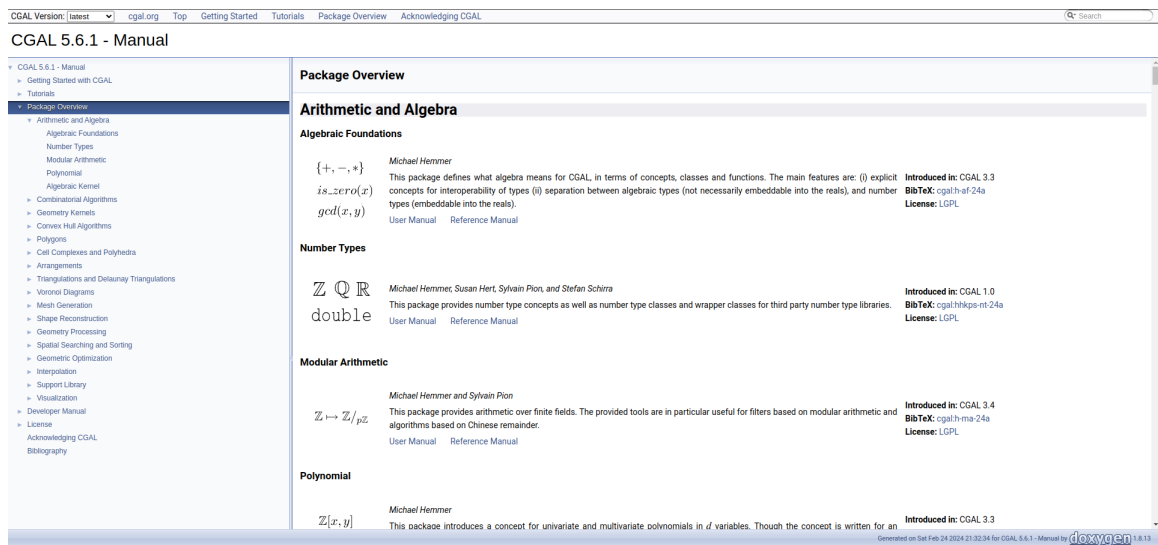 CGAL Version: latest cgal.org Top Getting Started Tutorials Package Overview Acknowledging CGAL Search
CGAL 5.6.1 - Manual
CGAL 5.6.1 - Manual
Getting Started with CGAL
Tutorials
Package Overview
Arithmetic and Algebra
Algebraic Foundations
Number Types
Modular Arithmetic
Polynomial
Algebraic Kernel
Combinatorial Algorithms
Geometry Kernels
Convex Hull Algorithms
Polygons
Cell Complexes and Polyhedra
Arrangements
Triangulations and Delaunay Triangulations
Voronoi Diagrams
Mesh Generation
Shape Reconstruction
Geometry Processing
Spatial Searching and Sorting
Geometric Optimization
Interpolation
Support Library
Visualization
Developer Manual
License
Acknowledging CGAL
Bibliography
Package Overview
Arithmetic and Algebra
Algebraic Foundations
{+, −, *}
is_zero(x)
gcd(x, y)
Michael Hemmer
This package defines what algebra means for CGAL, in terms of concepts, classes and functions. The main features are: (i) explicit
concepts for interoperability of types (ii) separation between algebraic types (not necessarily embeddable into the reals), and number
types (embeddable into the reals).
User Manual Reference Manual
Introduced in: CGAL 3.3
BibTeX: cgal:h-af-24a
License: LGPL
Number Types
ℤ ℚ ℝ
double
Michael Hemmer, Susan Hert, Sylvain Pion, and Stefan Schirra
This package provides number type concepts as well as number type classes and wrapper classes for third party number type libraries.
User Manual Reference Manual
Introduced in: CGAL 1.0
BibTeX: cgal:hhkps-nt-24a
License: LGPL
Modular Arithmetic
ℤ ↦ ℤ/pℤ
Michael Hemmer and Sylvain Pion
This package provides arithmetic over finite fields. The provided tools are in particular useful for filters based on modular arithmetic and
algorithms based on Chinese remainder.
User Manual Reference Manual
Introduced in: CGAL 3.4
BibTeX: cgal:h-ma-24a
License: LGPL
Polynomial
ℤ[x, y]
Michael Hemmer
This package introduces a concept for univariate and multivariate polynomials in d variables. Though the concept is written for an
Introduced in: CGAL 3.3
Generated on Sat Feb 24 2024 21:32:34 for CGAL 5.6.1 - Manual by doxygen 1.8.13